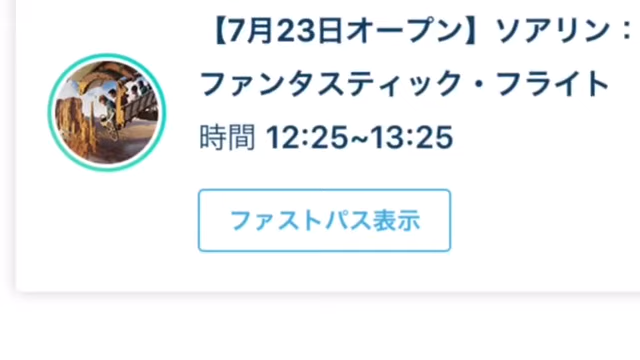 【7月23日オープン】ソアリン：
ファンタスティック・フライト
時間 12:25~13:25
ファストパス表示